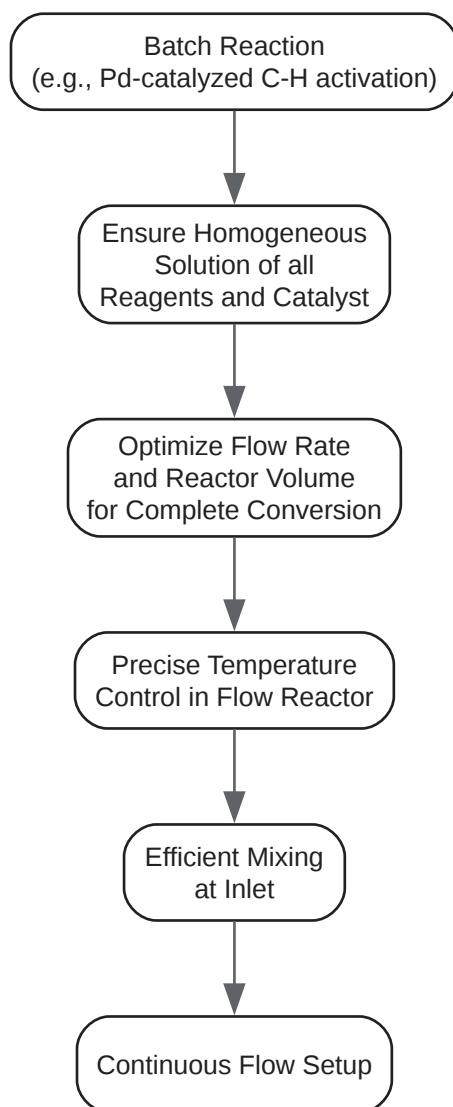 Batch Reaction
(e.g., Pd-catalyzed C-H activation)
Ensure Homogeneous
Solution of all
Reagents and Catalyst
Optimize Flow Rate
and Reactor Volume
for Complete Conversion
Precise Temperature
Control in Flow Reactor
Efficient Mixing
at Inlet
Continuous Flow Setup